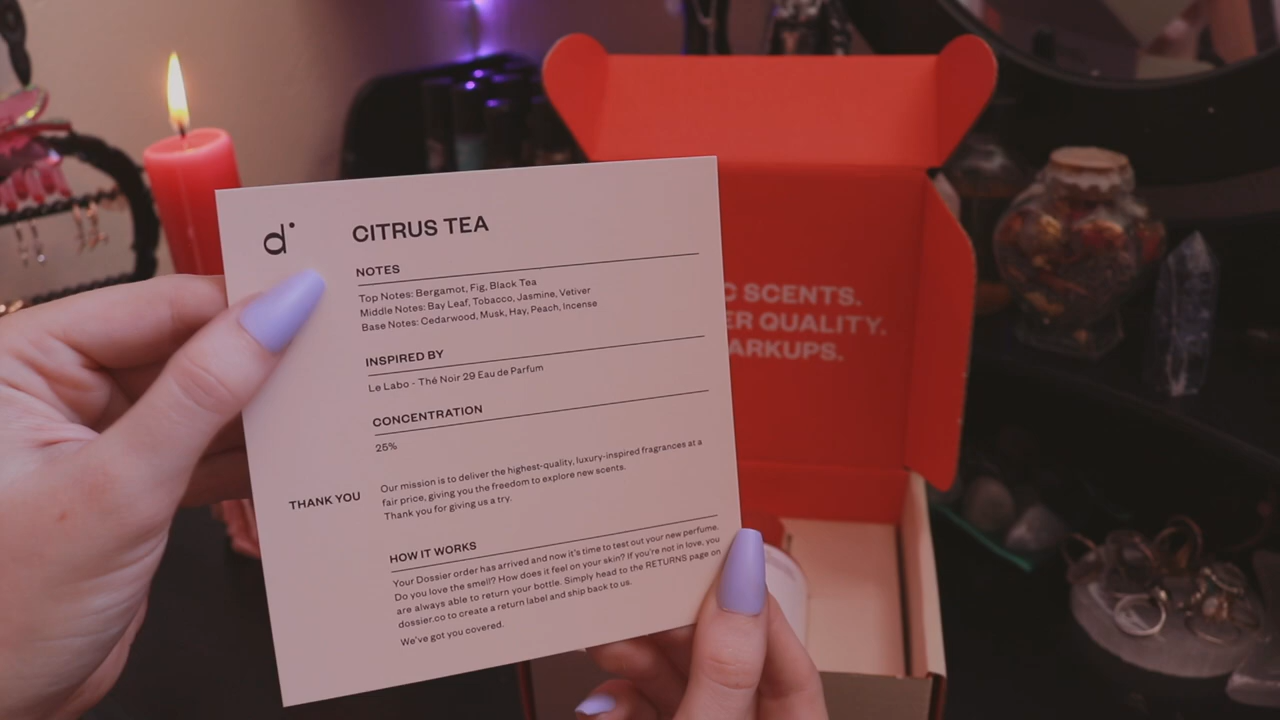 d
CITRUS TEA
NOTES
Top Notes: Bergamot, Fig, Black Tea
Middle Notes: Bay Leaf, Tobacco, Jasmine, Vetiver
Base Notes: Cedarwood, Musk, Hay, Peach, Incense
INSPIRED BY
Le Labo - Thé Noir 29 Eau de Parfum
CONCENTRATION
25%
THANK YOU
Our mission is to deliver the highest-quality, luxury-inspired fragrances at a
fair price, giving you the freedom to explore new scents.
Thank you for giving us a try.
HOW IT WORKS
Your Dossier order has arrived and now it's time to test out your new perfume.
Do you love the smell? How does it feel on your skin? If you're not in love, you
are always able to return your bottle. Simply head to the RETURNS page on
dossier.co to create a return label and ship back to us.
We've got you covered.
SCENTS.
QUALITY.